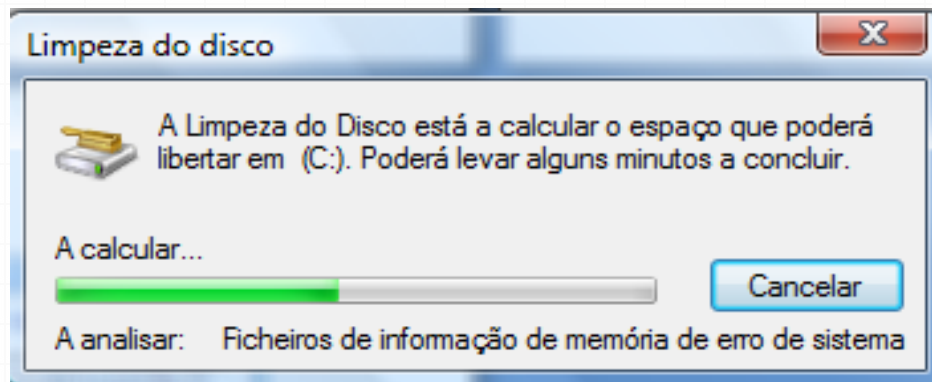 Limpeza do disco
A Limpeza do Disco está a calcular o espaço que poderá
libertar em (C:). Poderá levar alguns minutos a concluir.
A calcular...
Cancelar
A analisar: Ficheiros de informação de memória de erro de sistema